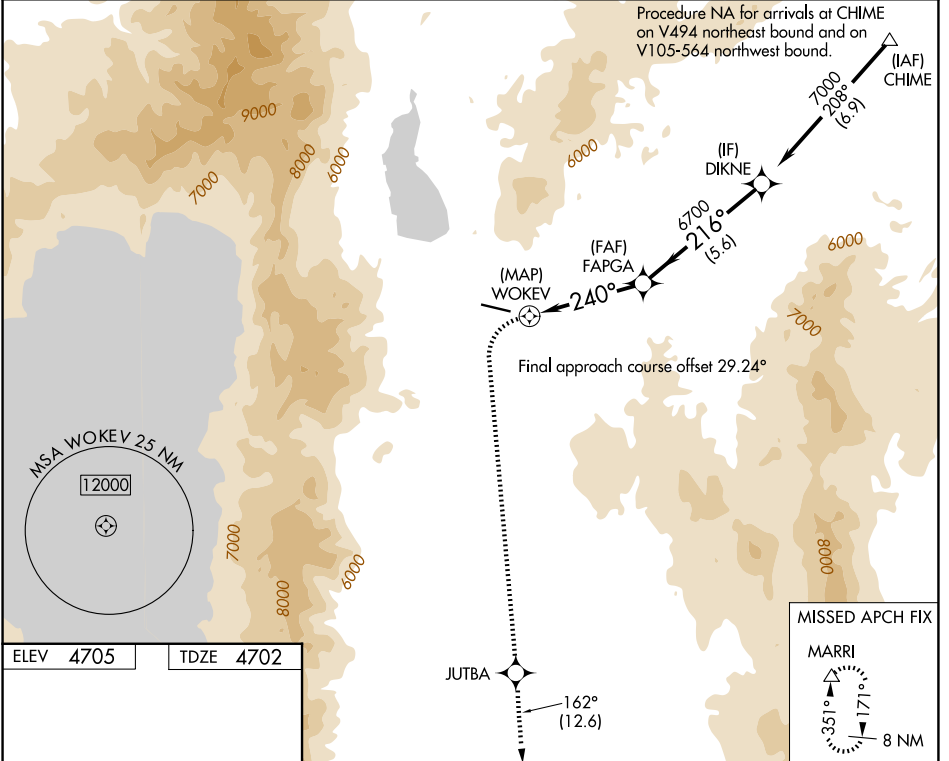 Procedure NA for arrivals at CHIME
on V494 northeast bound and on
V105-564 northwest bound.
(IAF)
CHIME
7000
208°
(6.9)
9000
8000
6000
7000
6000
(IF)
DIKNE
6700
216°
(5.6)
6000
(FAF)
FAPGA
(MAP)
WOKEV
240°
7000
Final approach course offset 29.24°
MSA WOKEV 25 NM
12000
7000
8000
6000
8000
ELEV 4705
TDZE 4702
JUTBA
162°
(12.6)
MISSED APCH FIX
MARRI
351°
171°
8 NM